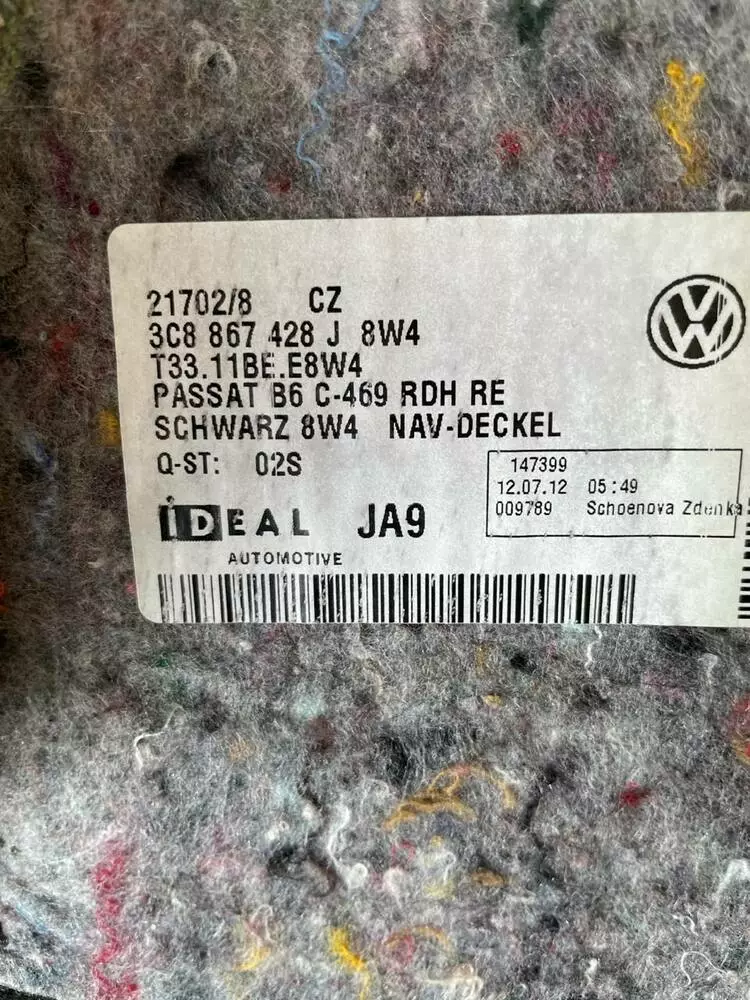 21702/8 CZ
3C8 867 428 J 8W4
T33.11BE.E8W4
PASSAT B6 C-469 RDH RE
SCHWARZ 8W4 NAV-DECKEL
Q-ST: 02S
147399
12.07.12 05:49
009789 Schoenova Zdenka
IDEAL JA9
AUTOMOTIVE
VW